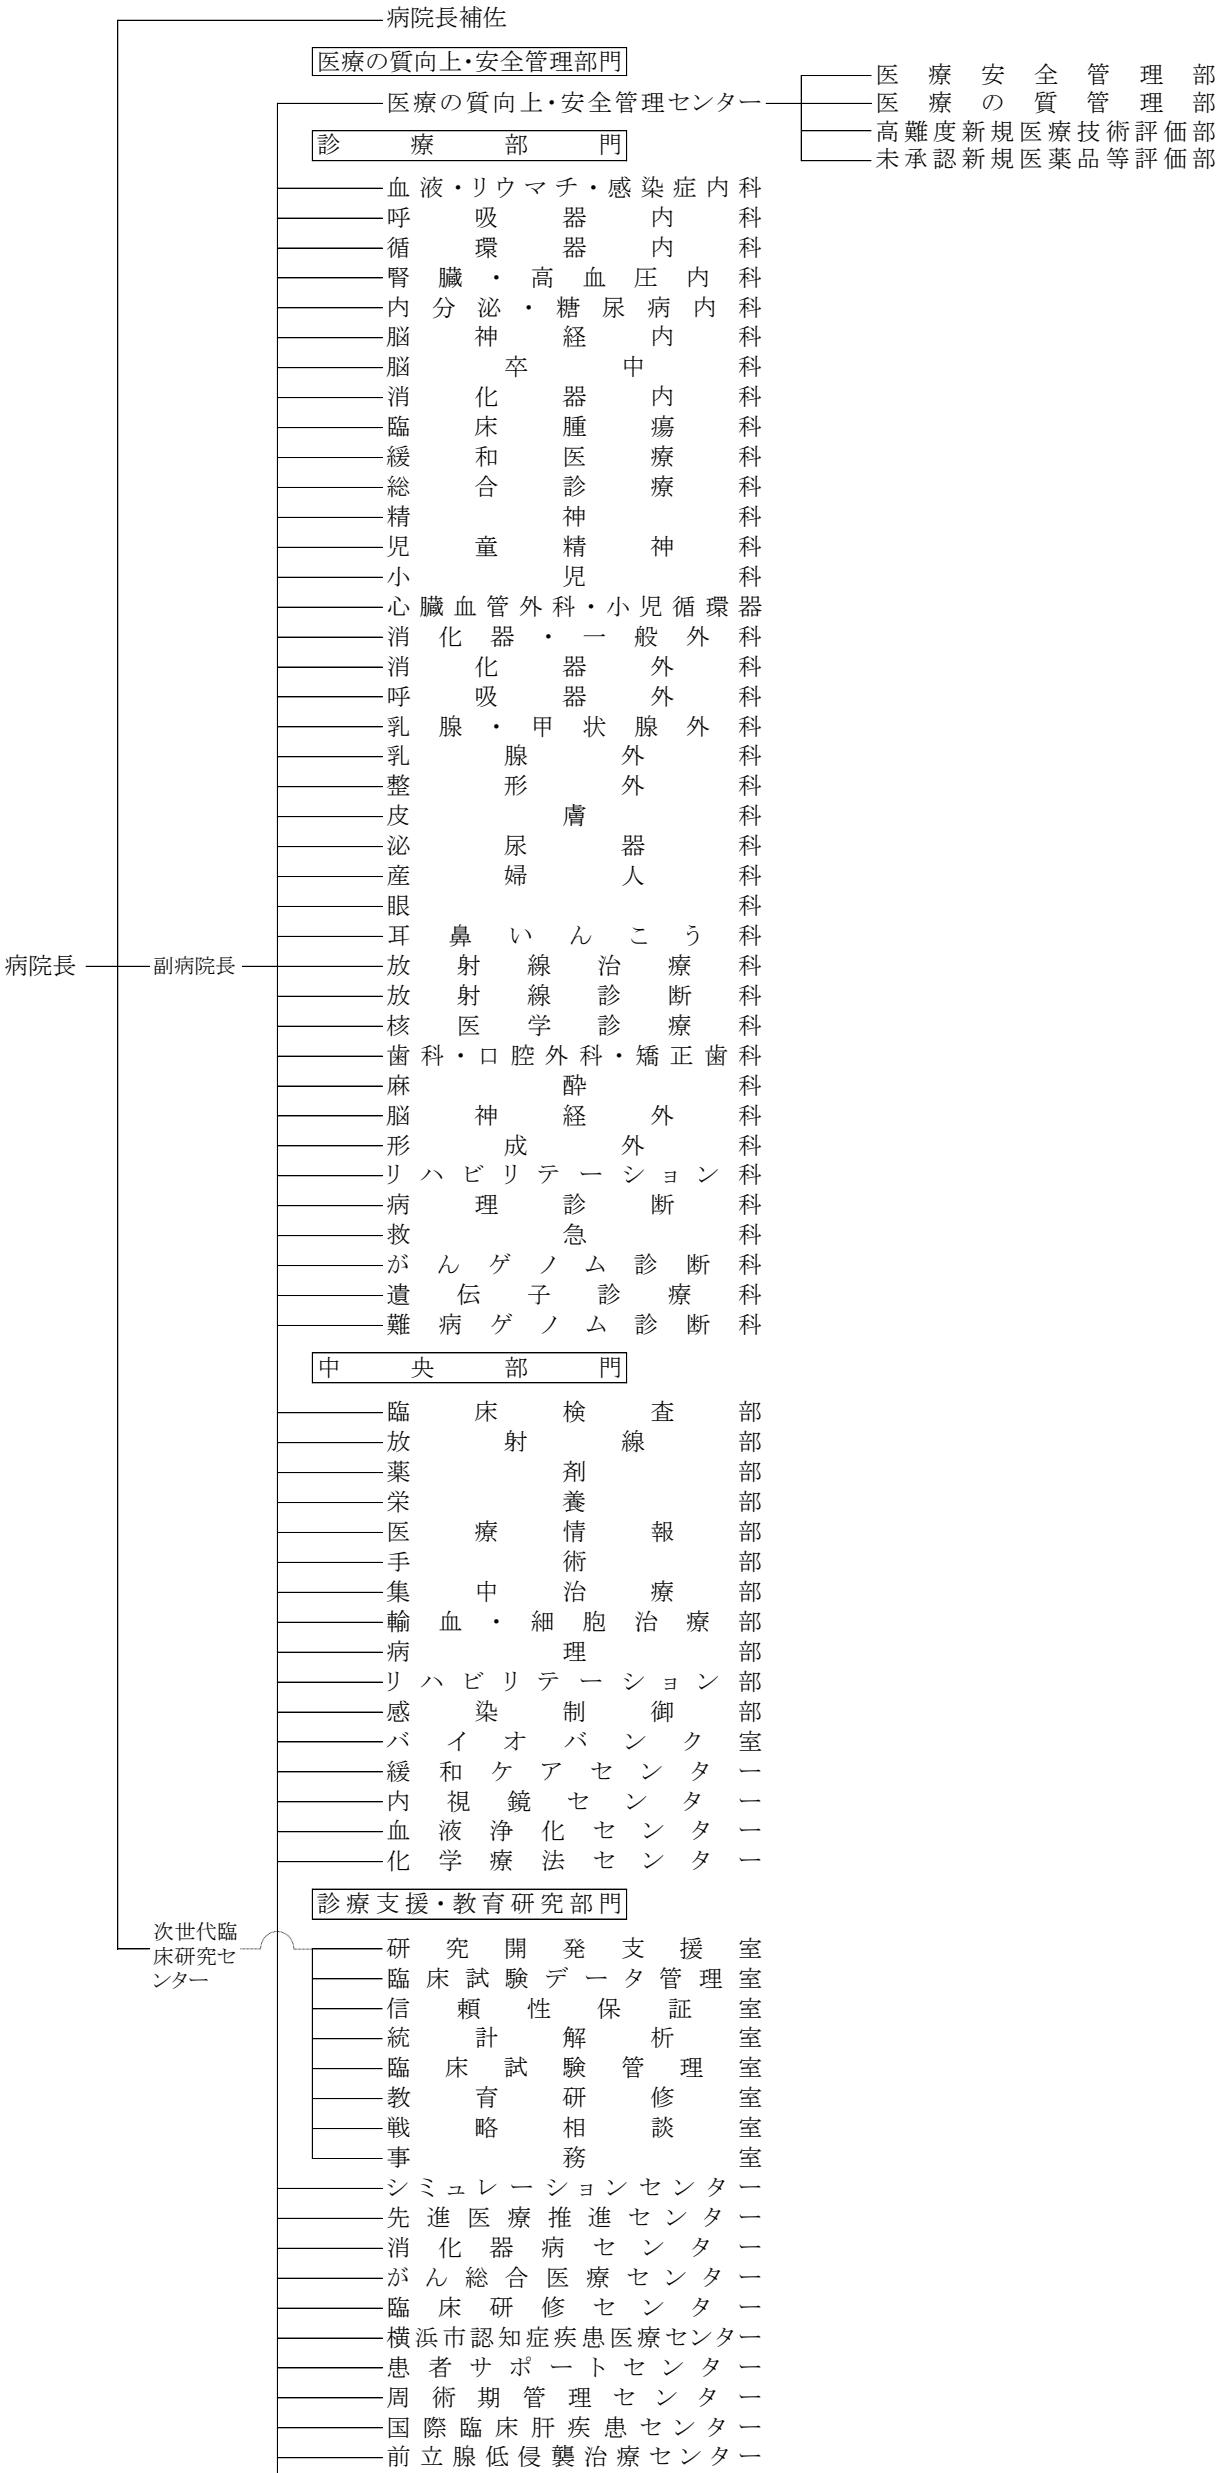 病院長補佐
医療の質向上・安全管理部門
医療の質向上・安全管理センター
医療安全管理部
医療の質管理部
高難度新規医療技術評価部
未承認新規医薬品等評価部
診療部門
血液・リウマチ・感染症内科
呼吸器内科
循環器内科
腎臓・高血圧内科
内分泌・糖尿病内科
脳神経内科
脳卒中科
消化器内科
臨床腫瘍科
緩和医療科
総合診療科
精神科
児童精神科
小児科
心臓血管外科・小児循環器
消化器・一般外科
消化器外科
呼吸器外科
乳腺・甲状腺外科
乳腺外科
整形外科
皮膚科
泌尿器科
産婦人科
眼科
耳鼻いんこう科
病院長
副病院長
放射線治療科
放射線診断科
核医学診療科
歯科・口腔外科・矯正歯科
麻酔科
脳神経外科
形成外科
リハビリテーション科
病理診断科
救急科
がんゲノム診断科
遺伝子診療科
難病ゲノム診断科
中央部門
臨床検査部
放射線部
薬剤部
栄養部
医療情報部
手術部
集中治療部
輸血・細胞治療部
病理部
リハビリテーション部
感染制御部
バイオバンク室
緩和ケアセンター
内視鏡センター
血液浄化センター
化学療法センター
診療支援・教育研究部門
次世代臨
床研究セ
ンター
研究開発支援室
臨床試験データ管理室
信頼性保証室
統計解析室
臨床試験管理室
教育研修室
戦略相談室
事務室
シミュレーションセンター
先進医療推進センター
消化器病センター
がん総合医療センター
臨床研修センター
横浜市認知症疾患医療センター
患者サポートセンター
周術期管理センター
国際臨床肝疾患センター
前立腺低侵襲治療センター